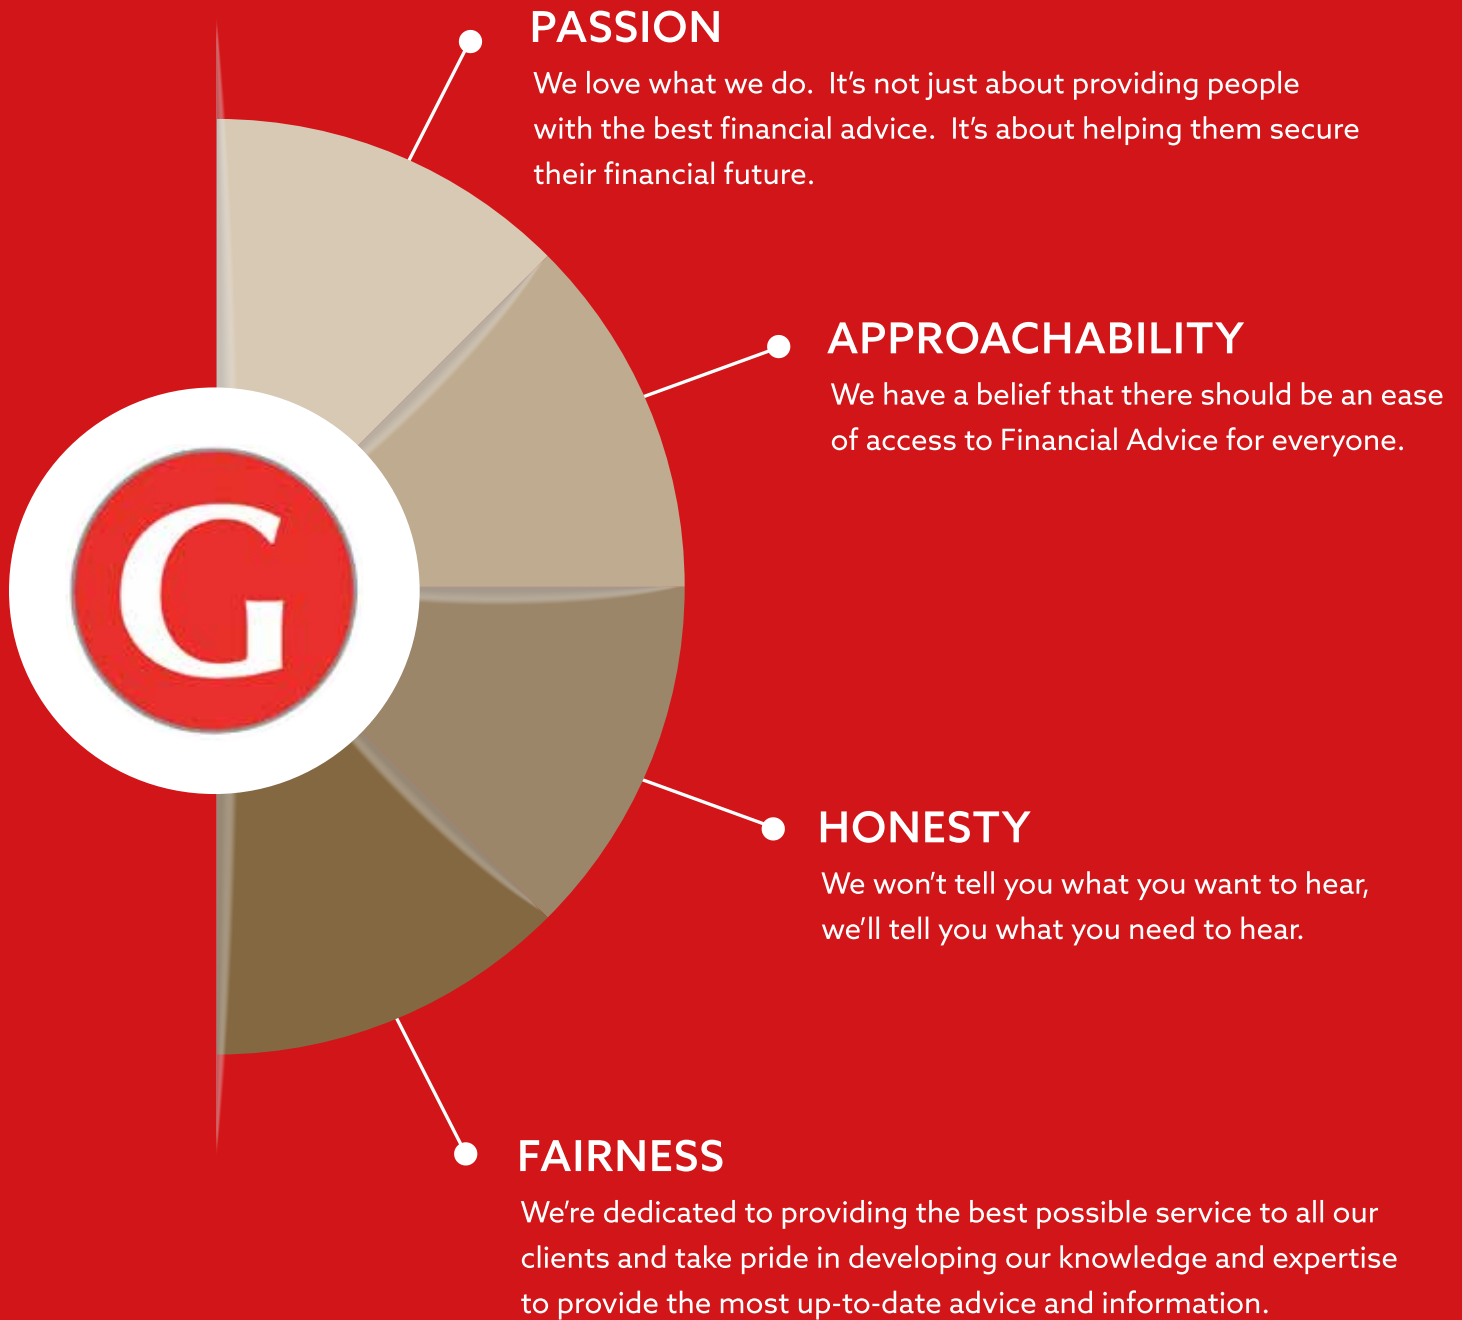 PASSION
We love what we do.  It’s not just about providing people
with the best financial advice.  It’s about helping them secure
their financial future.
APPROACHABILITY
We have a belief that there should be an ease
of access to Financial Advice for everyone.
G
HONESTY
We won’t tell you what you want to hear,
we’ll tell you what you need to hear.
FAIRNESS
We’re dedicated to providing the best possible service to all our
clients and take pride in developing our knowledge and expertise
to provide the most up-to-date advice and information.